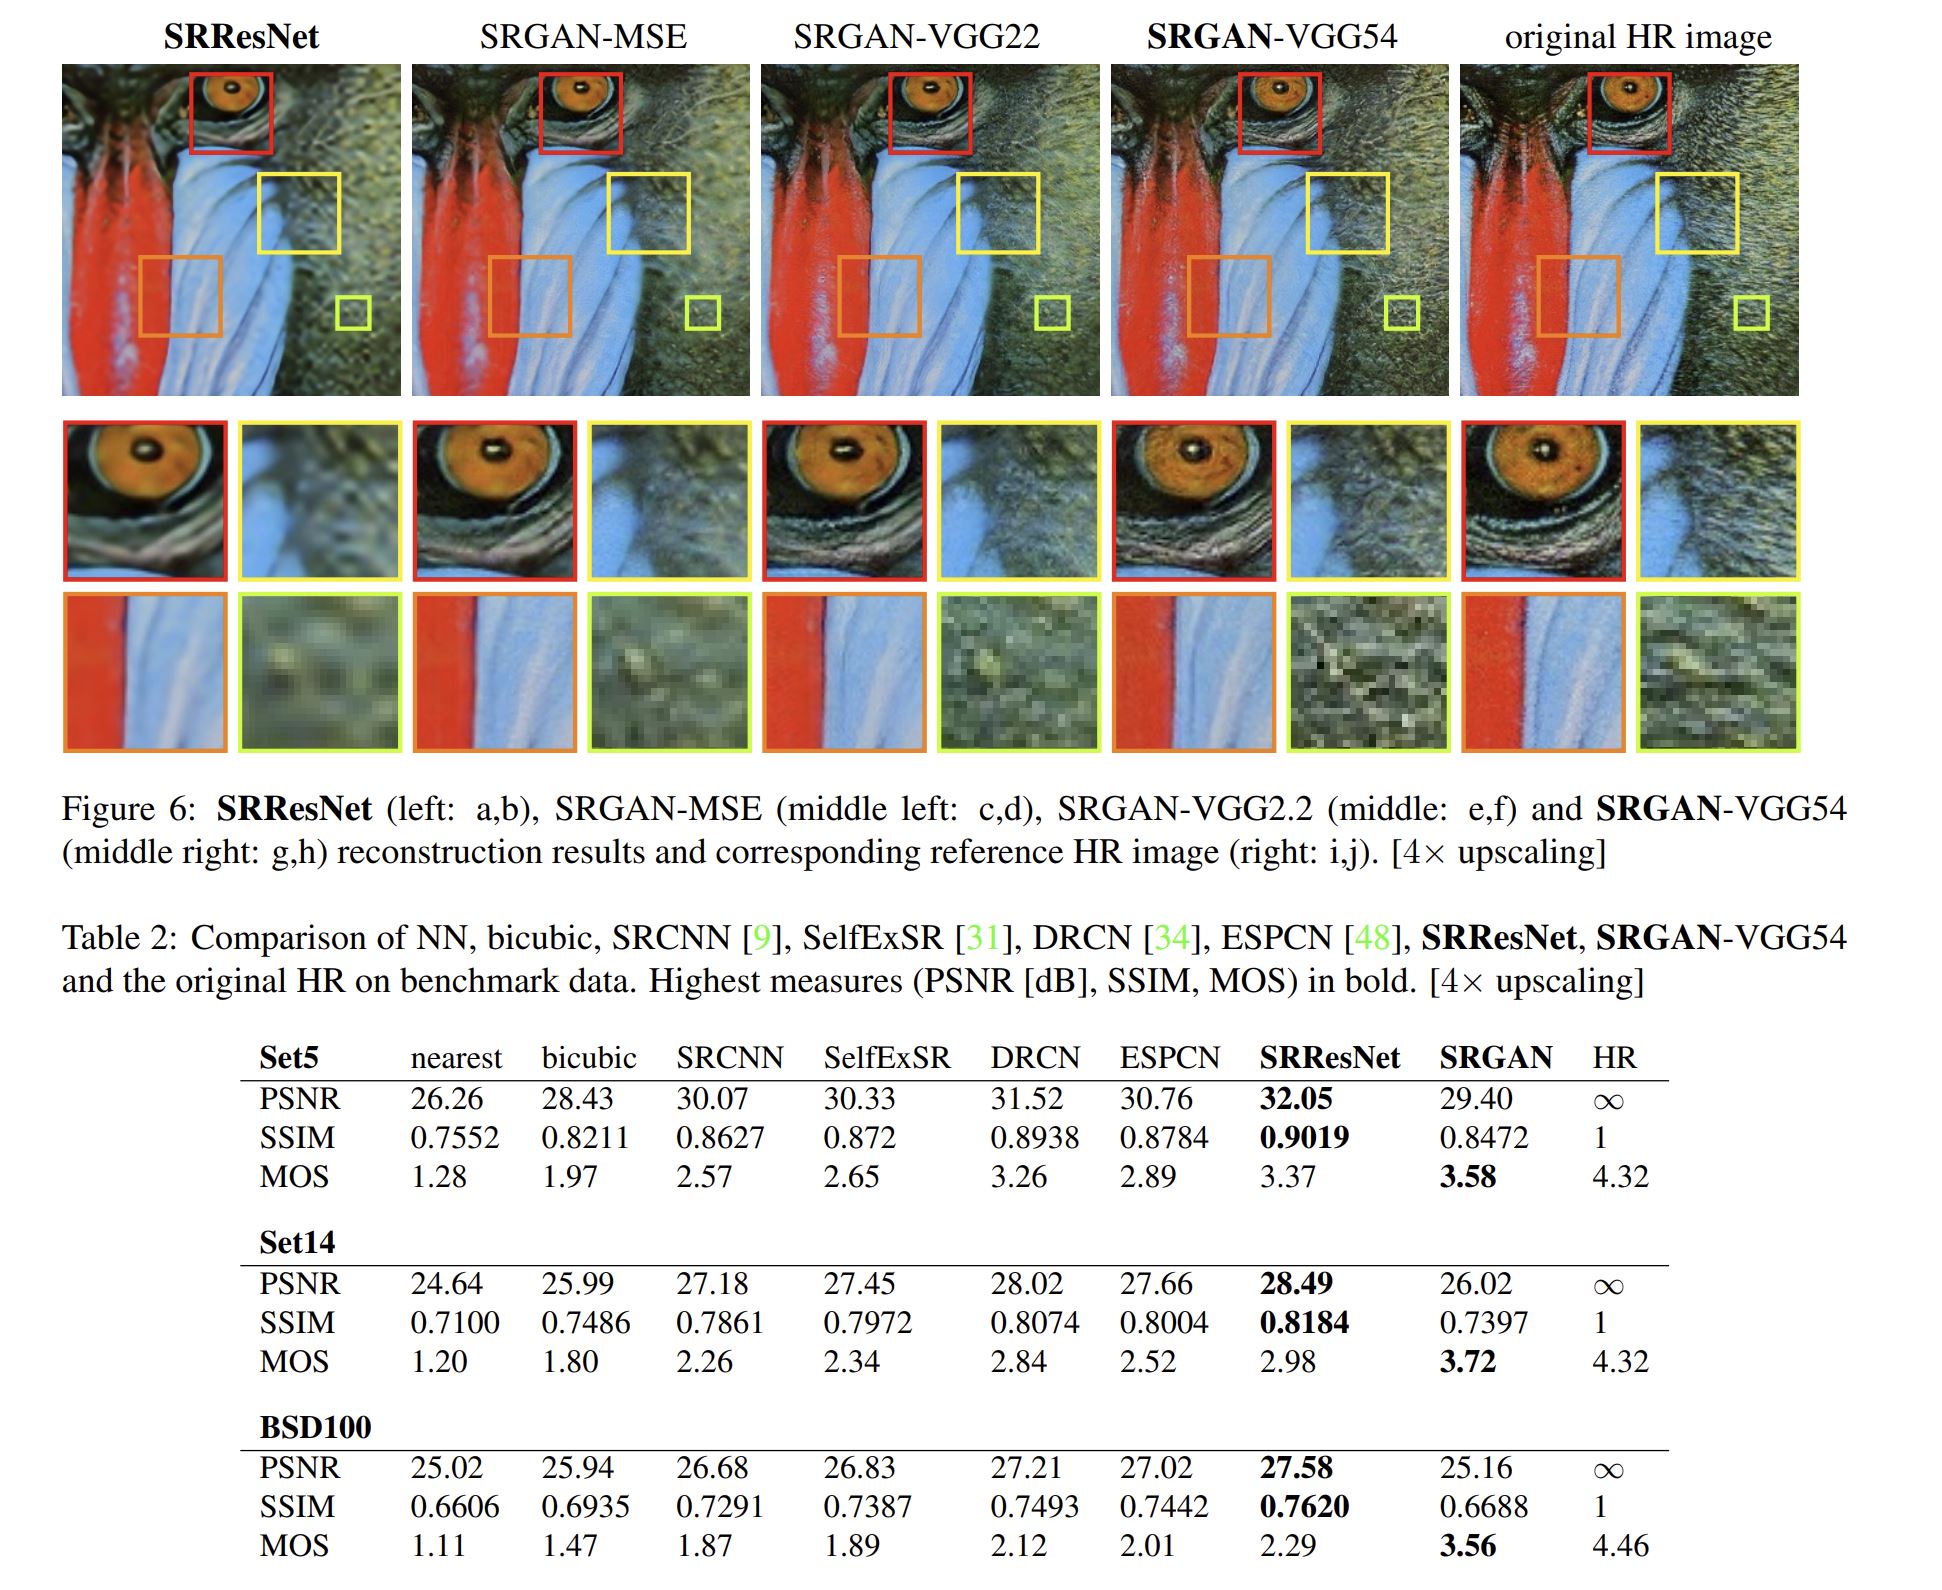 SRResNet SRGAN-MSE SRGAN-VGG22 SRGAN-VGG54 original HR image
Figure 6: SRResNet (left: a,b), SRGAN-MSE (middle left: c,d), SRGAN-VGG2.2 (middle: e,f) and SRGAN-VGG54
(middle right: g,h) reconstruction results and corresponding reference HR image (right: i,j). [4× upscaling]
Table 2: Comparison of NN, bicubic, SRCNN [9], SelfExSR [31], DRCN [34], ESPCN [48], SRResNet, SRGAN-VGG54
and the original HR on benchmark data. Highest measures (PSNR [dB], SSIM, MOS) in bold. [4× upscaling]
Set5 nearest bicubic SRCNN SelfExSR DRCN ESPCN SRResNet SRGAN HR
PSNR 26.26 28.43 30.07 30.33 31.52 30.76 32.05 29.40 ∞
SSIM 0.7552 0.8211 0.8627 0.872 0.8938 0.8784 0.9019 0.8472 1
MOS 1.28 1.97 2.57 2.65 3.26 2.89 3.37 3.58 4.32
Set14
PSNR 24.64 25.99 27.18 27.45 28.02 27.66 28.49 26.02 ∞
SSIM 0.7100 0.7486 0.7861 0.7972 0.8074 0.8004 0.8184 0.7397 1
MOS 1.20 1.80 2.26 2.34 2.84 2.52 2.98 3.72 4.32
BSD100
PSNR 25.02 25.94 26.68 26.83 27.21 27.02 27.58 25.16 ∞
SSIM 0.6606 0.6935 0.7291 0.7387 0.7493 0.7442 0.7620 0.6688 1
MOS 1.11 1.47 1.87 1.89 2.12 2.01 2.29 3.56 4.46